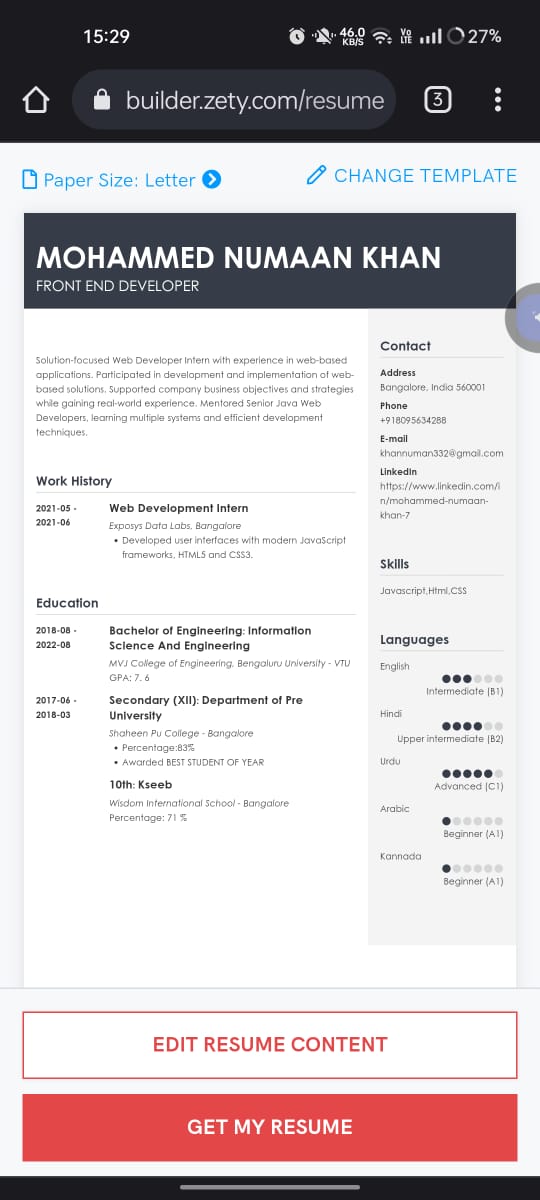 15:29
46.0 KB/S
Vo LTE
27%
builder.zety.com/resume
3
Paper Size: Letter
CHANGE TEMPLATE
MOHAMMED NUMAAN KHAN
FRONT END DEVELOPER
Solution-focused Web Developer Intern with experience in web-based
applications. Participated in development and implementation of web-
based solutions. Supported company business objectives and strategies
while gaining real-world experience. Mentored Senior Java Web
Developers, learning multiple systems and efficient development
techniques.
Work History
2021-05 -
2021-06
Web Development Intern
Exposys Data Labs, Bangalore
• Developed user interfaces with modern JavaScript
frameworks, HTML5 and CSS3.
Education
2018-08 -
2022-08
Bachelor of Engineering: Information
Science And Engineering
MVJ College of Engineering, Bengaluru University - VTU
GPA: 7. 6
2017-06 -
2018-03
Secondary (XII): Department of Pre
University
Shaheen Pu College - Bangalore
• Percentage:83%
• Awarded BEST STUDENT OF YEAR
10th: Kseeb
Wisdom International School - Bangalore
Percentage: 71 %
Contact
Address
Bangalore, India 560001
Phone
+918095634288
E-mail
khannuman332@gmail.com
LinkedIn
https://www.linkedin.com/i
n/mohammed-numaan-
khan-7
Skills
Javascript,Html,CSS
Languages
English
Intermediate (B1)
Hindi
Upper intermediate (B2)
Urdu
Advanced (C1)
Arabic
Beginner (A1)
Kannada
Beginner (A1)
EDIT RESUME CONTENT
GET MY RESUME